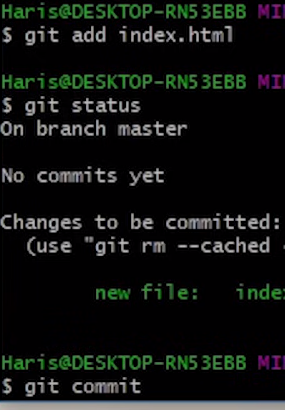 Haris@DESKTOP-RN53EBB MI
$ git add index.html
Haris@DESKTOP-RN53EBB MI
$ git status
On branch master
No commits yet
Changes to be committed:
(use "git rm --cached
new file: inde
Haris@DESKTOP-RN53EBB MI
$ git commit